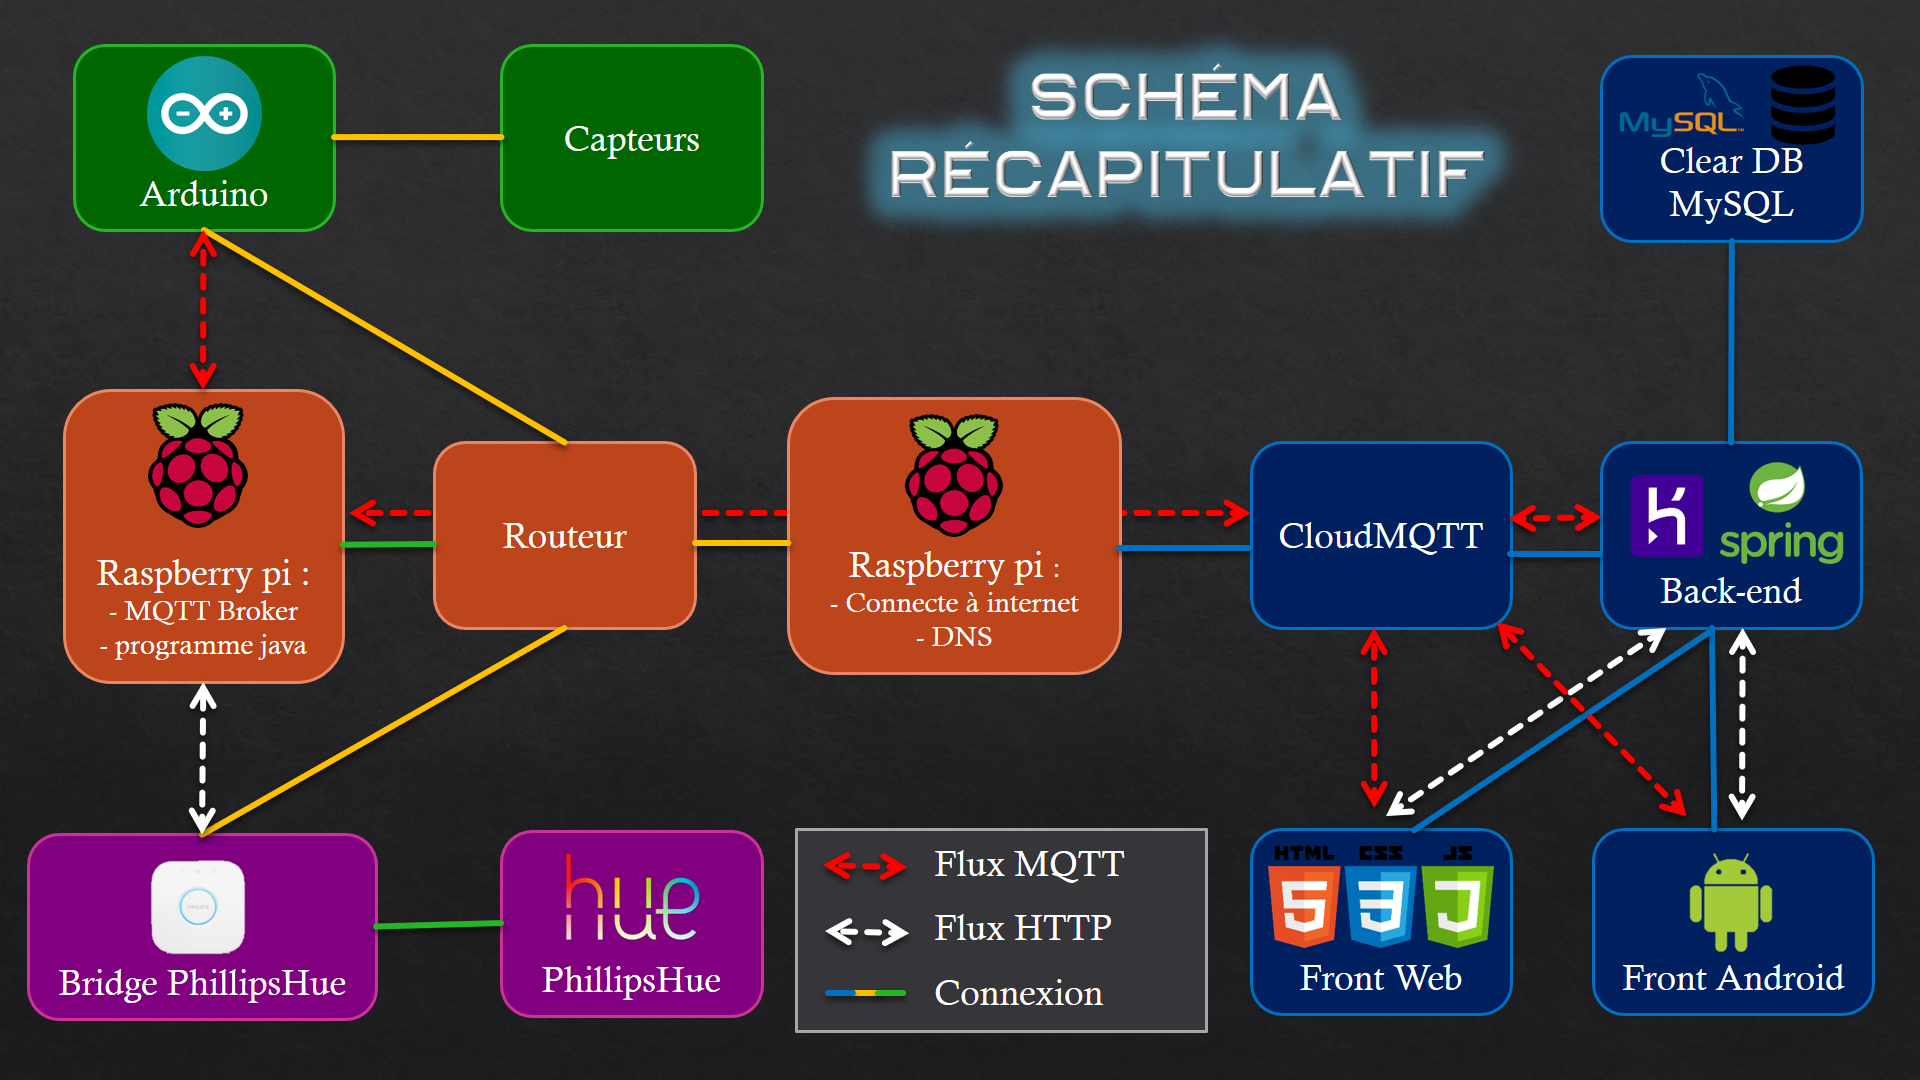 SCHÉMA
RÉCAPITULATIF
Arduino
Capteurs
MySQL
Clear DB
MySQL
Raspberry pi :
- MQTT Broker
- programme java
Routeur
Raspberry pi :
- Connecte à internet
- DNS
CloudMQTT
spring
Back-end
Bridge PhillipsHue
hue
PhillipsHue
Flux MQTT
Flux HTTP
Connexion
HTML CSS JS
5 3
Front Web
Front Android